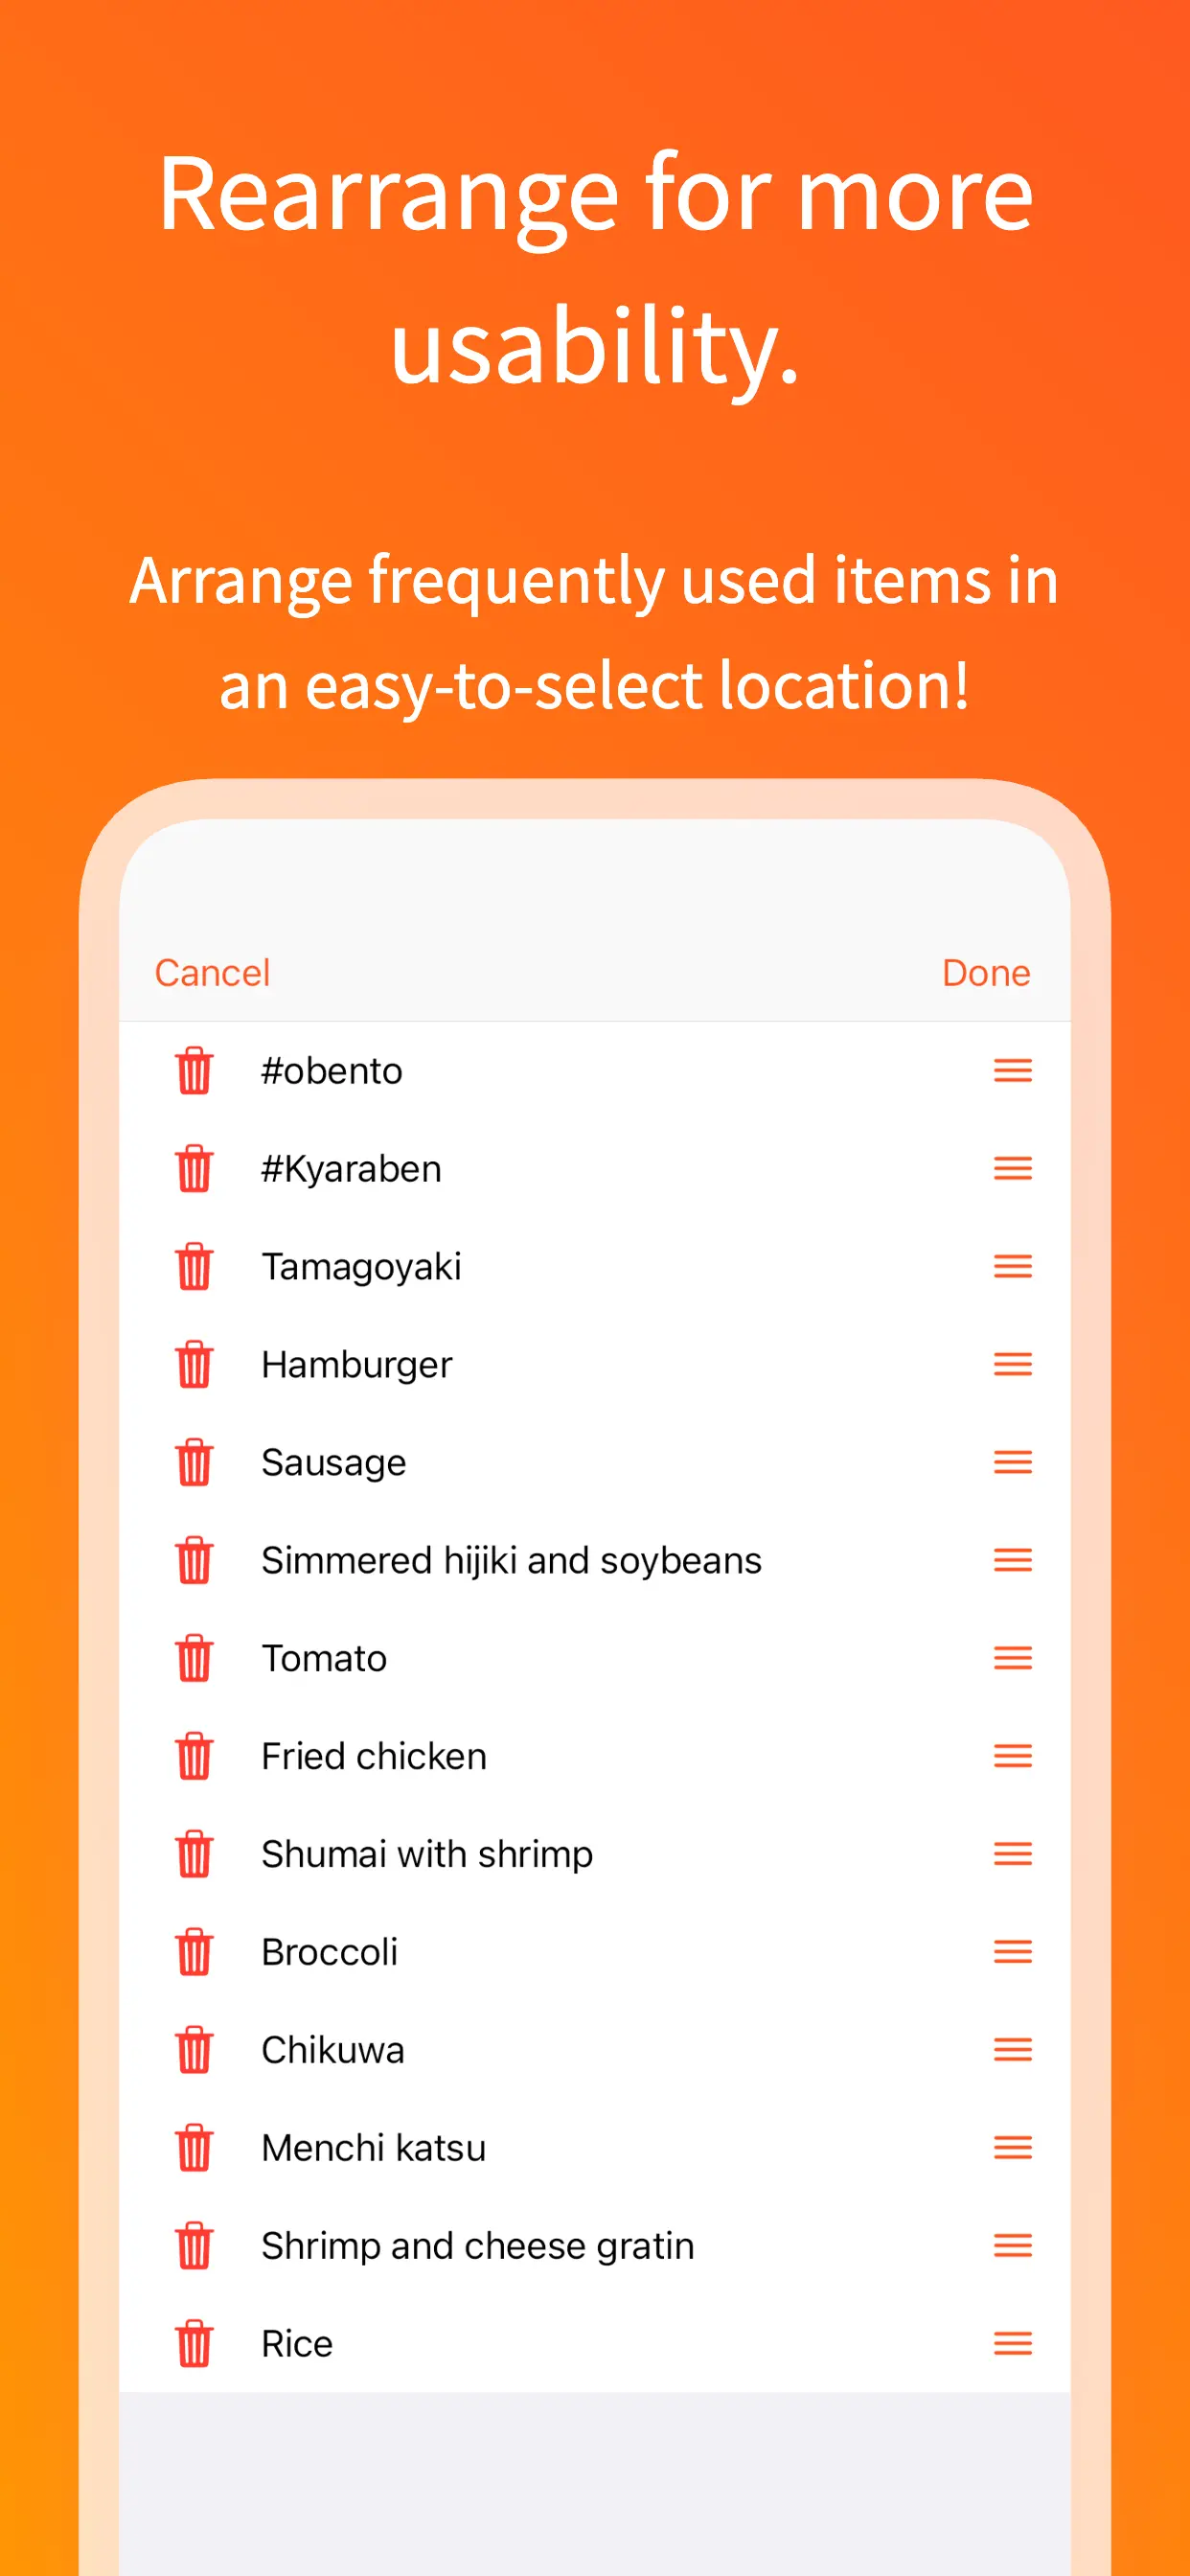 Rearrange for more
usability.
Arrange frequently used items in
an easy-to-select location!
Cancel
Done
#obento
#Kyaraben
Tamagoyaki
Hamburger
Sausage
Simmered hijiki and soybeans
Tomato
Fried chicken
Shumai with shrimp
Broccoli
Chikuwa
Menchi katsu
Shrimp and cheese gratin
Rice